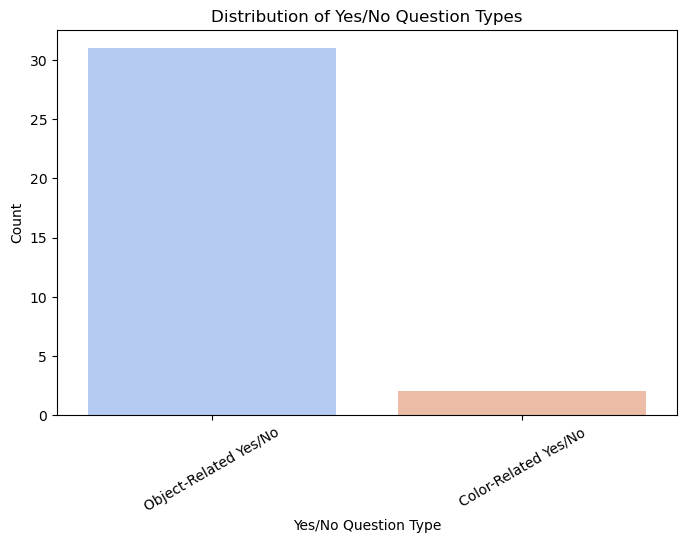 Distribution of Yes/No Question Types
30
25
20
15
10
5
0
Count
Object-Related Yes/No
Color-Related Yes/No
Yes/No Question Type